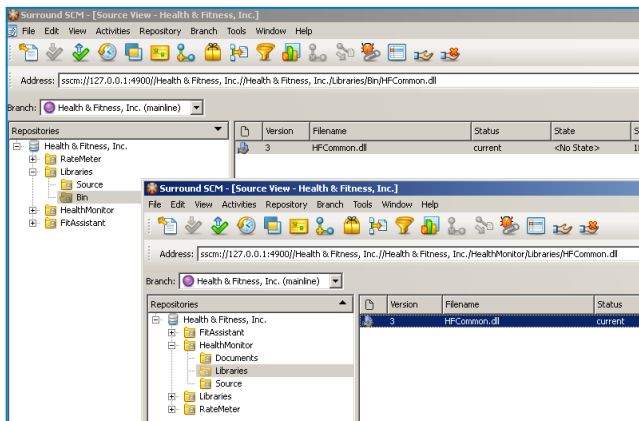 Surround SCM - [Source View - Health & Fitness, Inc.]
File Edit View Activities Repository Branch Tools Window Help
Address: sscm://127.0.0.1:4900//Health & Fitness, Inc.//Health & Fitness, Inc./Libraries/Bin/HFCommon.dll
Branch: Health & Fitness, Inc. (mainline)
Repositories Version Filename Status State
Health & Fitness, Inc. 3 HFCommon.dll current <No State>
RateMeter
Libraries
Source
Bin
HealthMonitor
FitAssistant
Surround SCM - [Source View - Health & Fitness, Inc.]
File Edit View Activities Repository Branch Tools Window Help
Address: sscm://127.0.0.1:4900//Health & Fitness, Inc.//Health & Fitness, Inc./HealthMonitor/Libraries/HFCommon.dll
Branch: Health & Fitness, Inc. (mainline)
Repositories Version Filename Status
Health & Fitness, Inc. 3 HFCommon.dll current
FitAssistant
HealthMonitor
Documents
Libraries
Source
Libraries
RateMeter